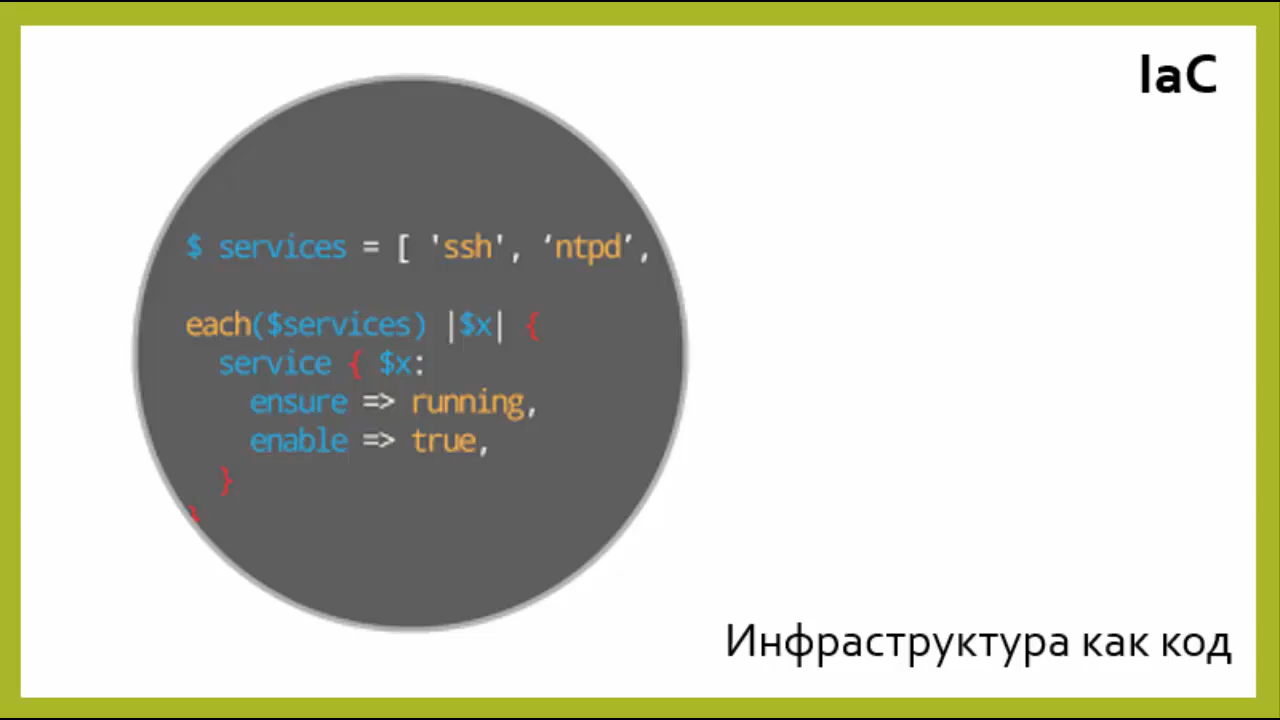 IaC
$ services = [ 'ssh', ‘ntpd’,
each($services) |$x| {
service { $x:
ensure => running,
enable => true,
}
}
Инфраструктура как код